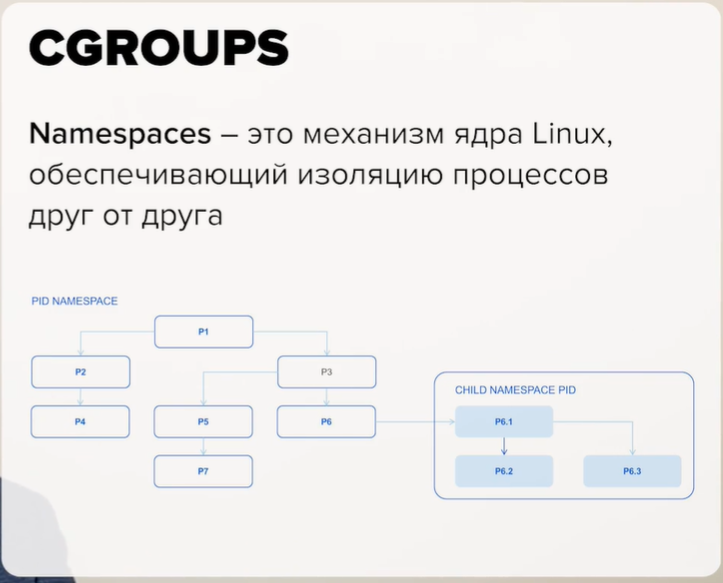 CGROUPS
Namespaces – это механизм ядра Linux,
обеспечивающий изоляцию процессов
друг от друга
PID NAMESPACE
P1
P2
P3
CHILD NAMESPACE PID
P4
P5
P6
P6.1
P7
P6.2
P6.3